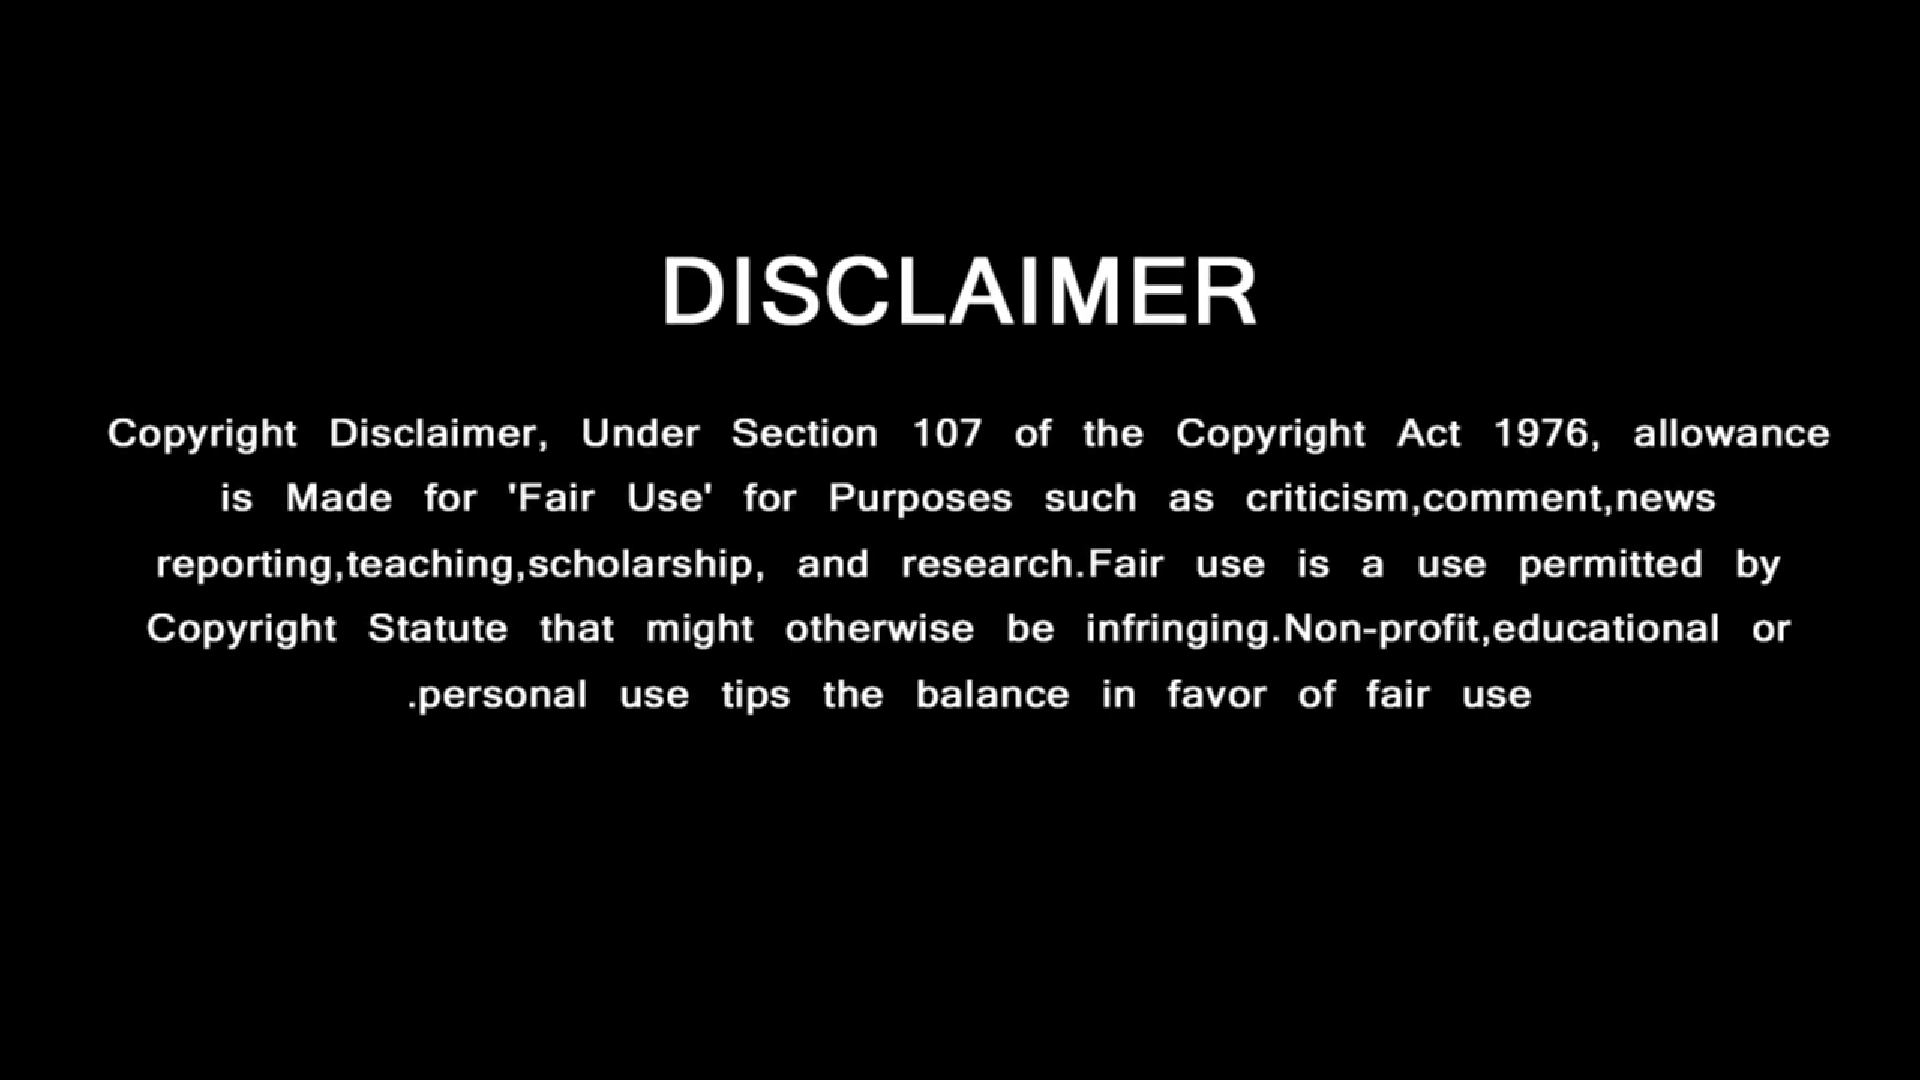 DISCLAIMER
Copyright Disclaimer, Under Section 107 of the Copyright Act 1976, allowance
is Made for 'Fair Use' for Purposes such as criticism,comment,news
reporting,teaching,scholarship, and research.Fair use is a use permitted by
Copyright Statute that might otherwise be infringing.Non-profit,educational or
.personal use tips the balance in favor of fair use